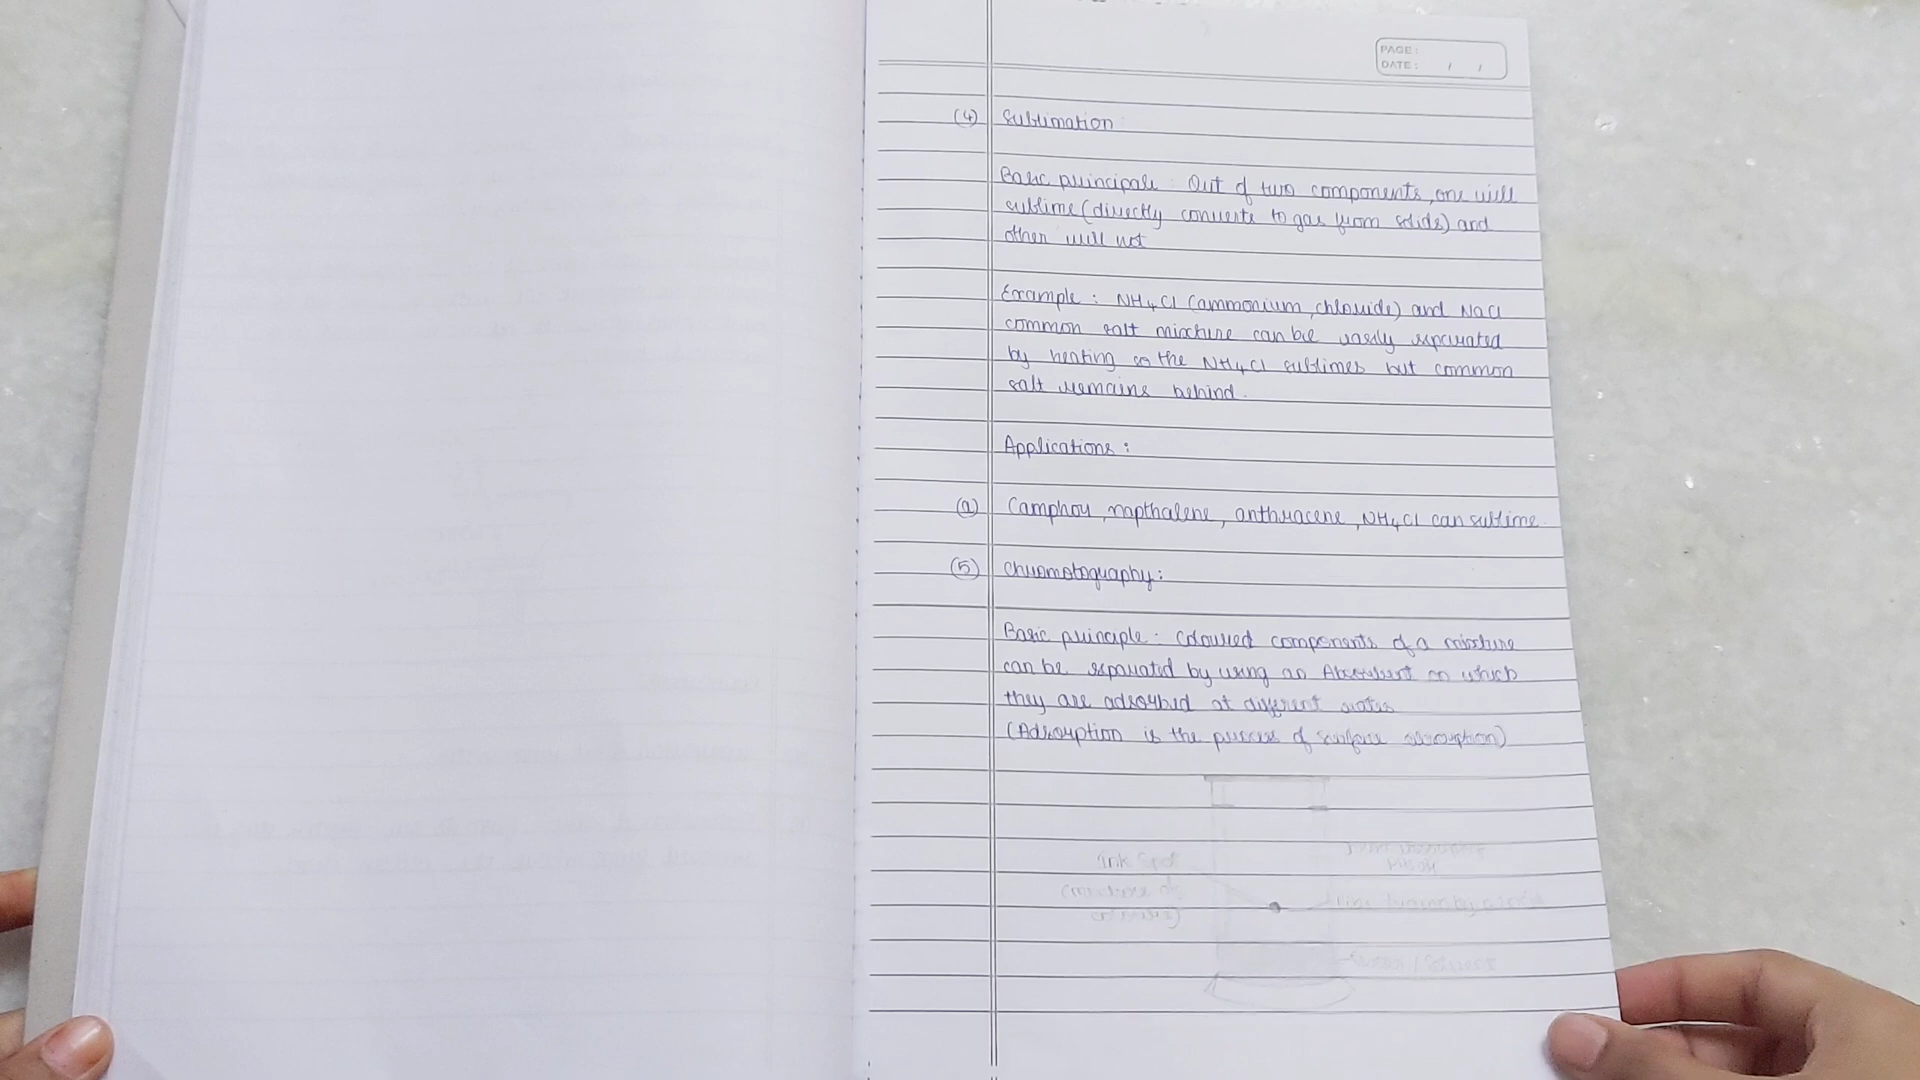 PAGE:
DATE: / /
(4) Sublimation
Basic principale: Out of two components, one will
sublime (directly converts to gas from solids) and
other will not
Example: NH4Cl (ammonium chloride) and NaCl
common salt mixture can be easily separated
by heating as the NH4Cl sublimes but common
salt remains behind.
Applications:
(a) Camphor, napthalene, anthracene, NH4Cl can sublime.
(5) Chromotography:
Basic principle: Coloured components of a mixture
can be separated by using an Absorbent on which
they are adsorbed at different rates
(Adsorption is the process of surface absorption)
Ink Spot